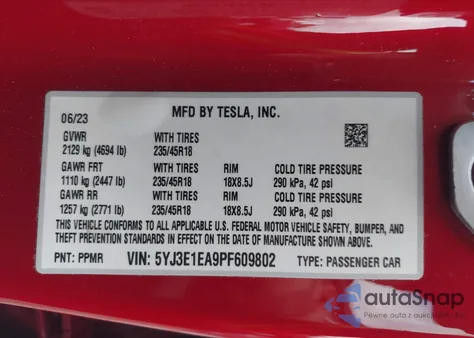 MFD BY TESLA, INC.
06/23
GVWR WITH TIRES
2129 kg (4694 lb) 235/45R18
GAWR FRT WITH TIRES RIM COLD TIRE PRESSURE
1110 kg (2447 lb) 235/45R18 18X8.5J 290 kPa, 42 psi
GAWR RR WITH TIRES RIM COLD TIRE PRESSURE
1257 kg (2771 lb) 235/45R18 18X8.5J 290 kPa, 42 psi
THIS VEHICLE CONFORMS TO ALL APPLICABLE U.S. FEDERAL MOTOR VEHICLE SAFETY, BUMPER, AND
THEFT PREVENTION STANDARDS IN EFFECT ON THE DATE OF MANUFACTURE SHOWN ABOVE.
PNT: PPMR VIN: 5YJ3E1EA9PF609802 TYPE: PASSENGER CAR
autoSnap